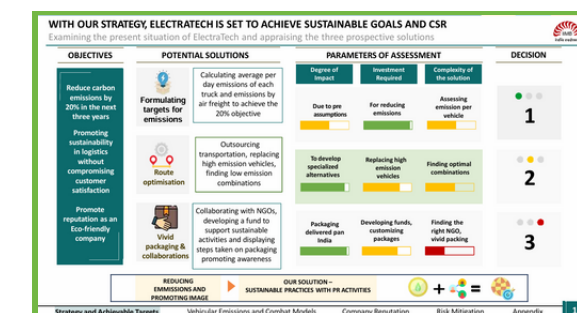 WITH OUR STRATEGY, ELECTRATECH IS SET TO ACHIEVE SUSTAINABLE GOALS AND CSR
Examining the present situation of ElectraTech and appraising the three prospective solutions
OBJECTIVES
POTENTIAL SOLUTIONS
PARAMETERS OF ASSESSMENT
DECISION
Reduce carbon
emissions by
20% in the next
three years
Promoting
sustainability
in logistics
without
compromising
customer
satisfaction
Promote
reputation as an
Eco-friendly
company
Formulating
targets for
emissions
Calculating average per
day emissions of each
truck and emissions by
air freight to achieve the
20% objective
Route
optimisation
Outsourcing
transportation, replacing
high emission vehicles,
finding low emission
combinations
Vivid
packaging &
collaborations
Collaborating with NGOs,
developing a fund to
support sustainable
activities and displaying
steps taken on packaging
promoting awareness
Degree of
Impact
Investment
Required
Complexity of
the solution
Due to pre
assumptions
For reducing
emissions
Assessing
emission per
vehicle
To develop
specialized
alternatives
Replacing high
emission
vehicles
Finding optimal
combinations
Packaging
delivered pan
India
Developing funds,
customizing
packages
Finding the
right NGO,
vivid packing
1
2
3
REDUCING
EMMISSIONS AND
PROMOTING IMAGE
OUR SOLUTION –
SUSTAINABLE PRACTICES WITH PR ACTIVITIES
+ =
Strategy and Achievable Targets
Vehicular Emissions and Combat Models
Company Reputation
Risk Mitigation
Appendix